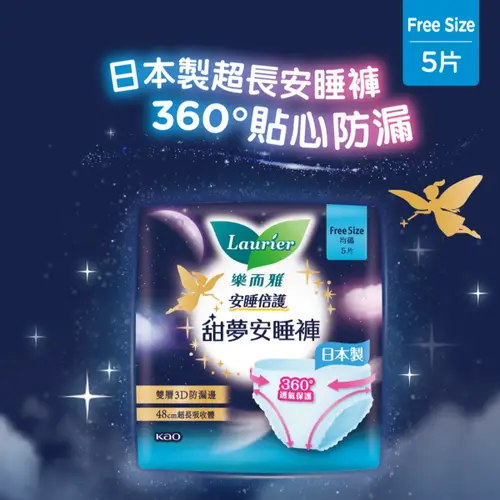 Free Size
5片
日本製超長安睡褲
360°貼心防漏
Laurier
樂而雅
安睡倍護
甜夢安睡褲
Free Size
均碼
5片
日本製
360°
透氣保護
雙層3D防漏邊
48cm超長吸收體
Kao